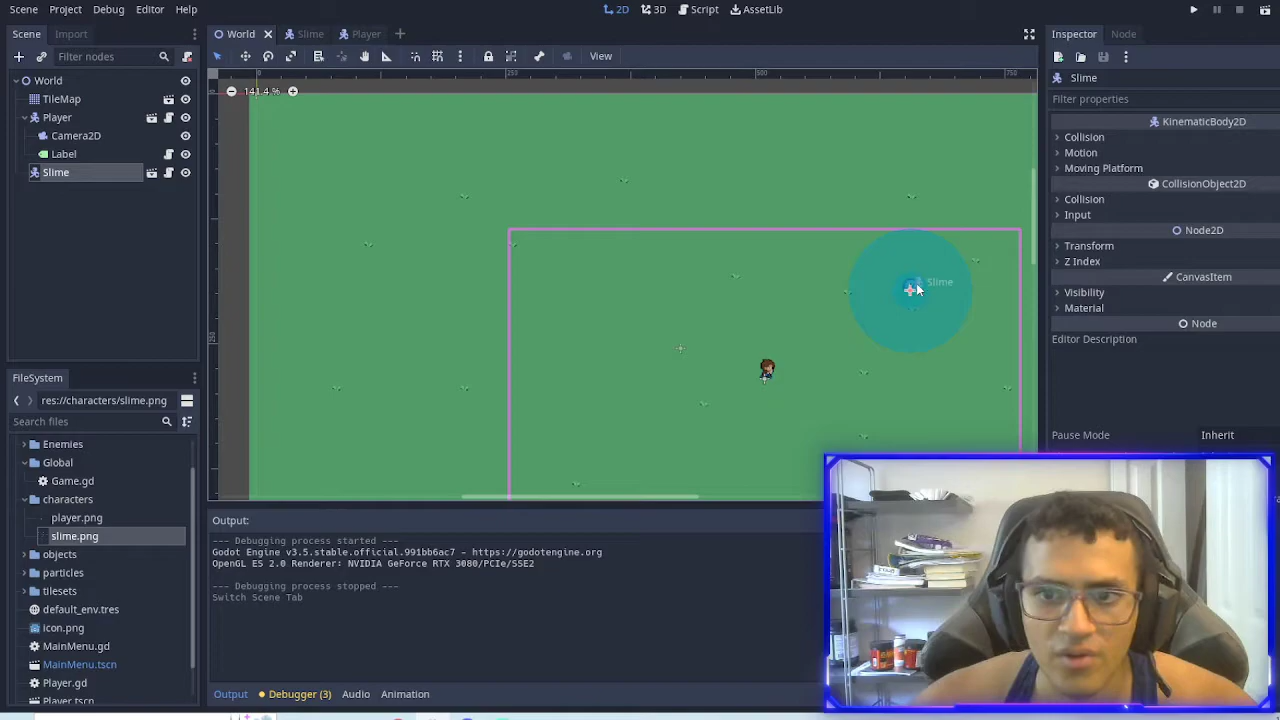 Scene Project Debug Editor Help
2D 3D Script AssetLib
Scene Import
World Slime Player
Inspector Node
Filter nodes
View
Slime
141.4 %
0 250 500 750
Filter properties
World
TileMap
Player
Camera2D
Label
Slime
KinematicBody2D
Collision
Motion
Moving Platform
CollisionObject2D
Collision
Input
Node2D
Transform
Z Index
CanvasItem
Visibility
Material
Node
Editor Description
Pause Mode Inherit
Slime
250
FileSystem
res://characters/slime.png
Search files
Enemies
Global
Game.gd
characters
player.png
slime.png
objects
particles
tilesets
default_env.tres
icon.png
MainMenu.gd
MainMenu.tscn
Player.gd
Player.tscn
Output:
--- Debugging process started ---
Godot Engine v3.5.stable.official.991bb6ac7 - https://godotengine.org
OpenGL ES 2.0 Renderer: NVIDIA GeForce RTX 3080/PCIe/SSE2
--- Debugging process stopped ---
Switch Scene Tab
Output Debugger (3) Audio Animation